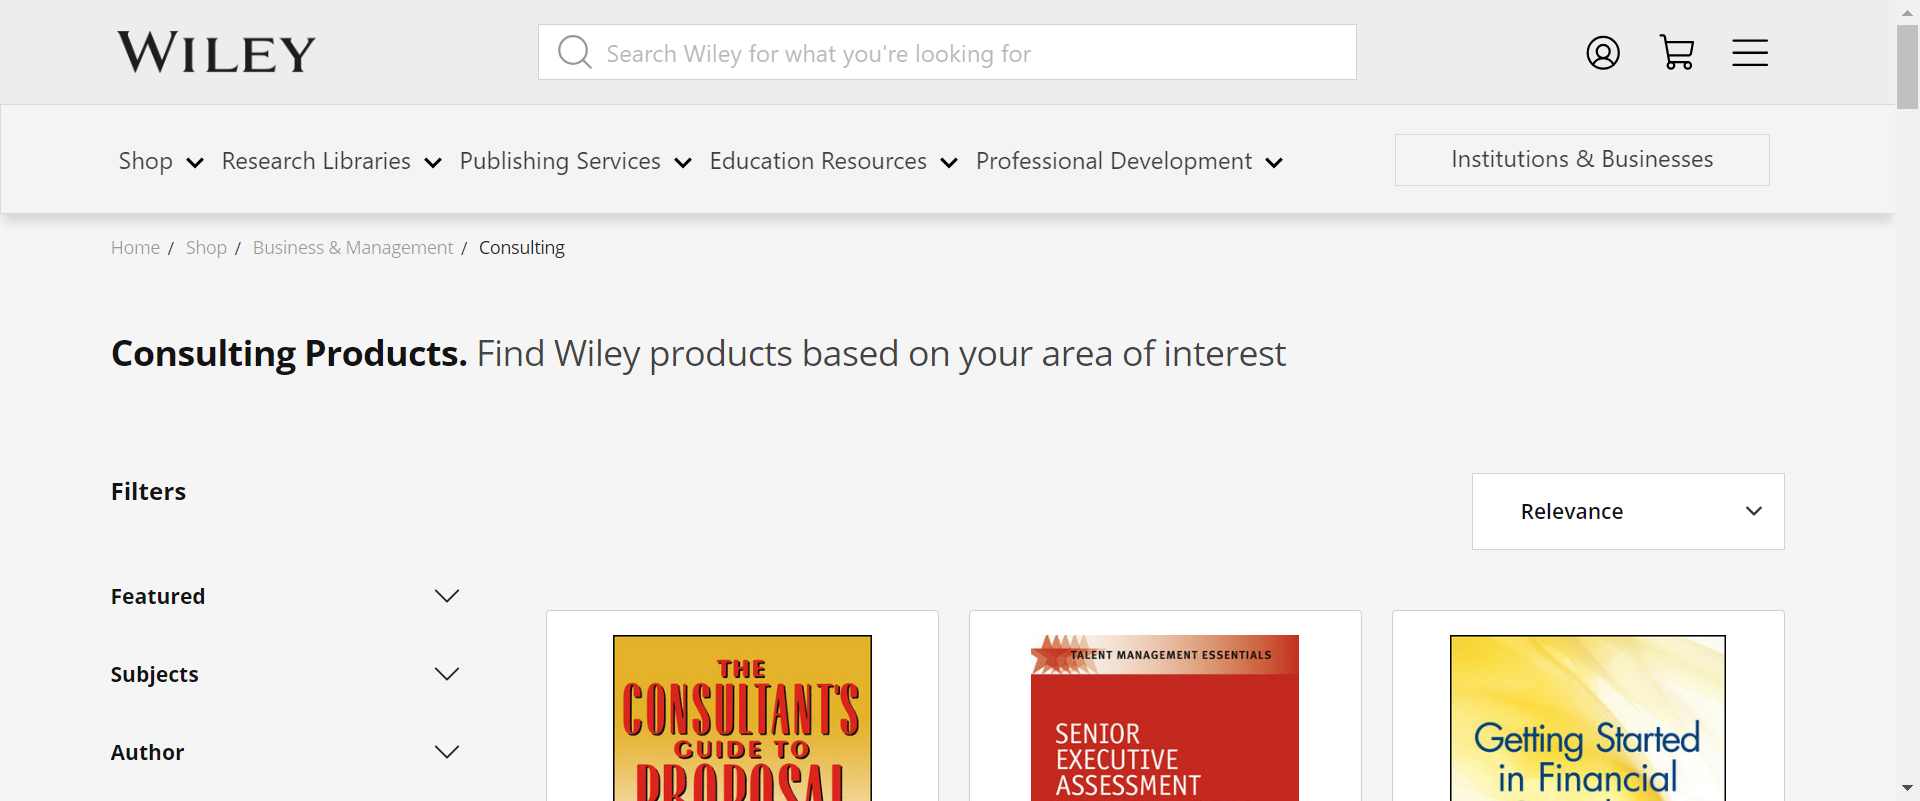 WILEY
Search Wiley for what you're looking for
Shop Research Libraries Publishing Services Education Resources Professional Development Institutions & Businesses
Home / Shop / Business & Management / Consulting
Consulting Products. Find Wiley products based on your area of interest
Filters
Relevance
Featured
Subjects
Author
THE
CONSULTANT'S
GUIDE TO
PROPOSAL
TALENT MANAGEMENT ESSENTIALS
SENIOR
EXECUTIVE
ASSESSMENT
Getting Started
in Financial